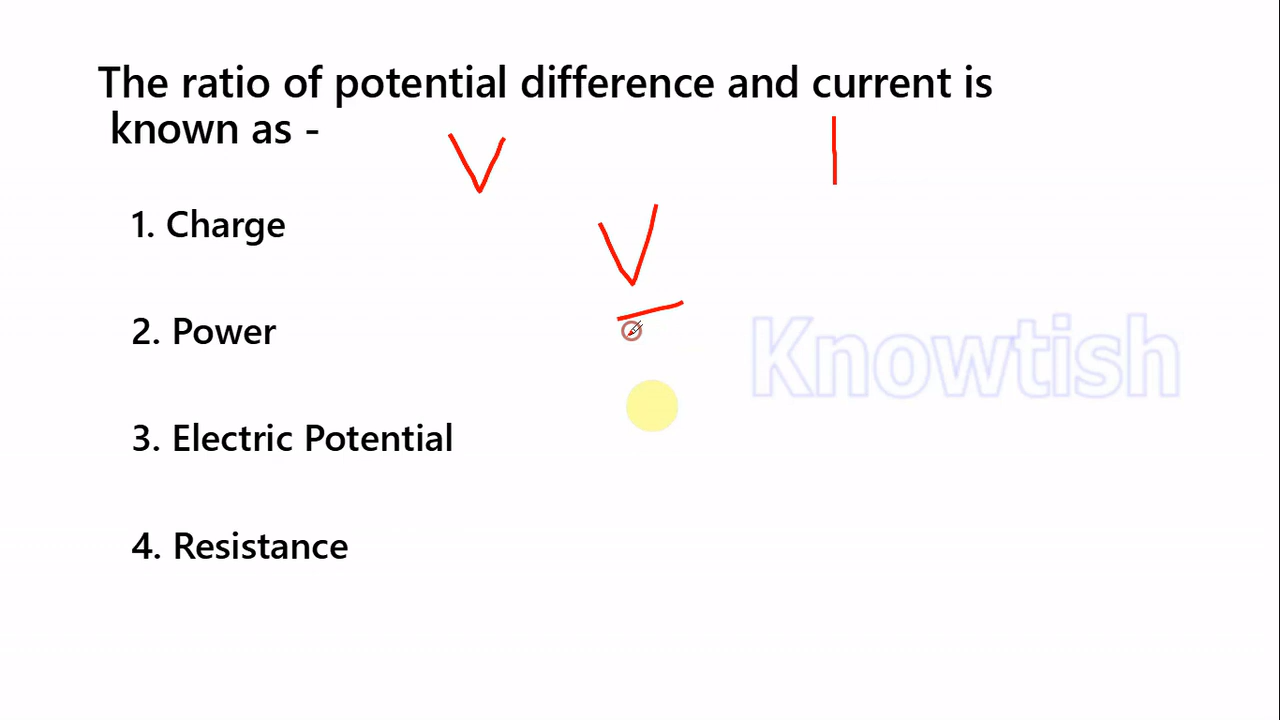 The ratio of potential difference and current is
known as -
V
I
1. Charge
V
2. Power
Knowtish
3. Electric Potential
4. Resistance